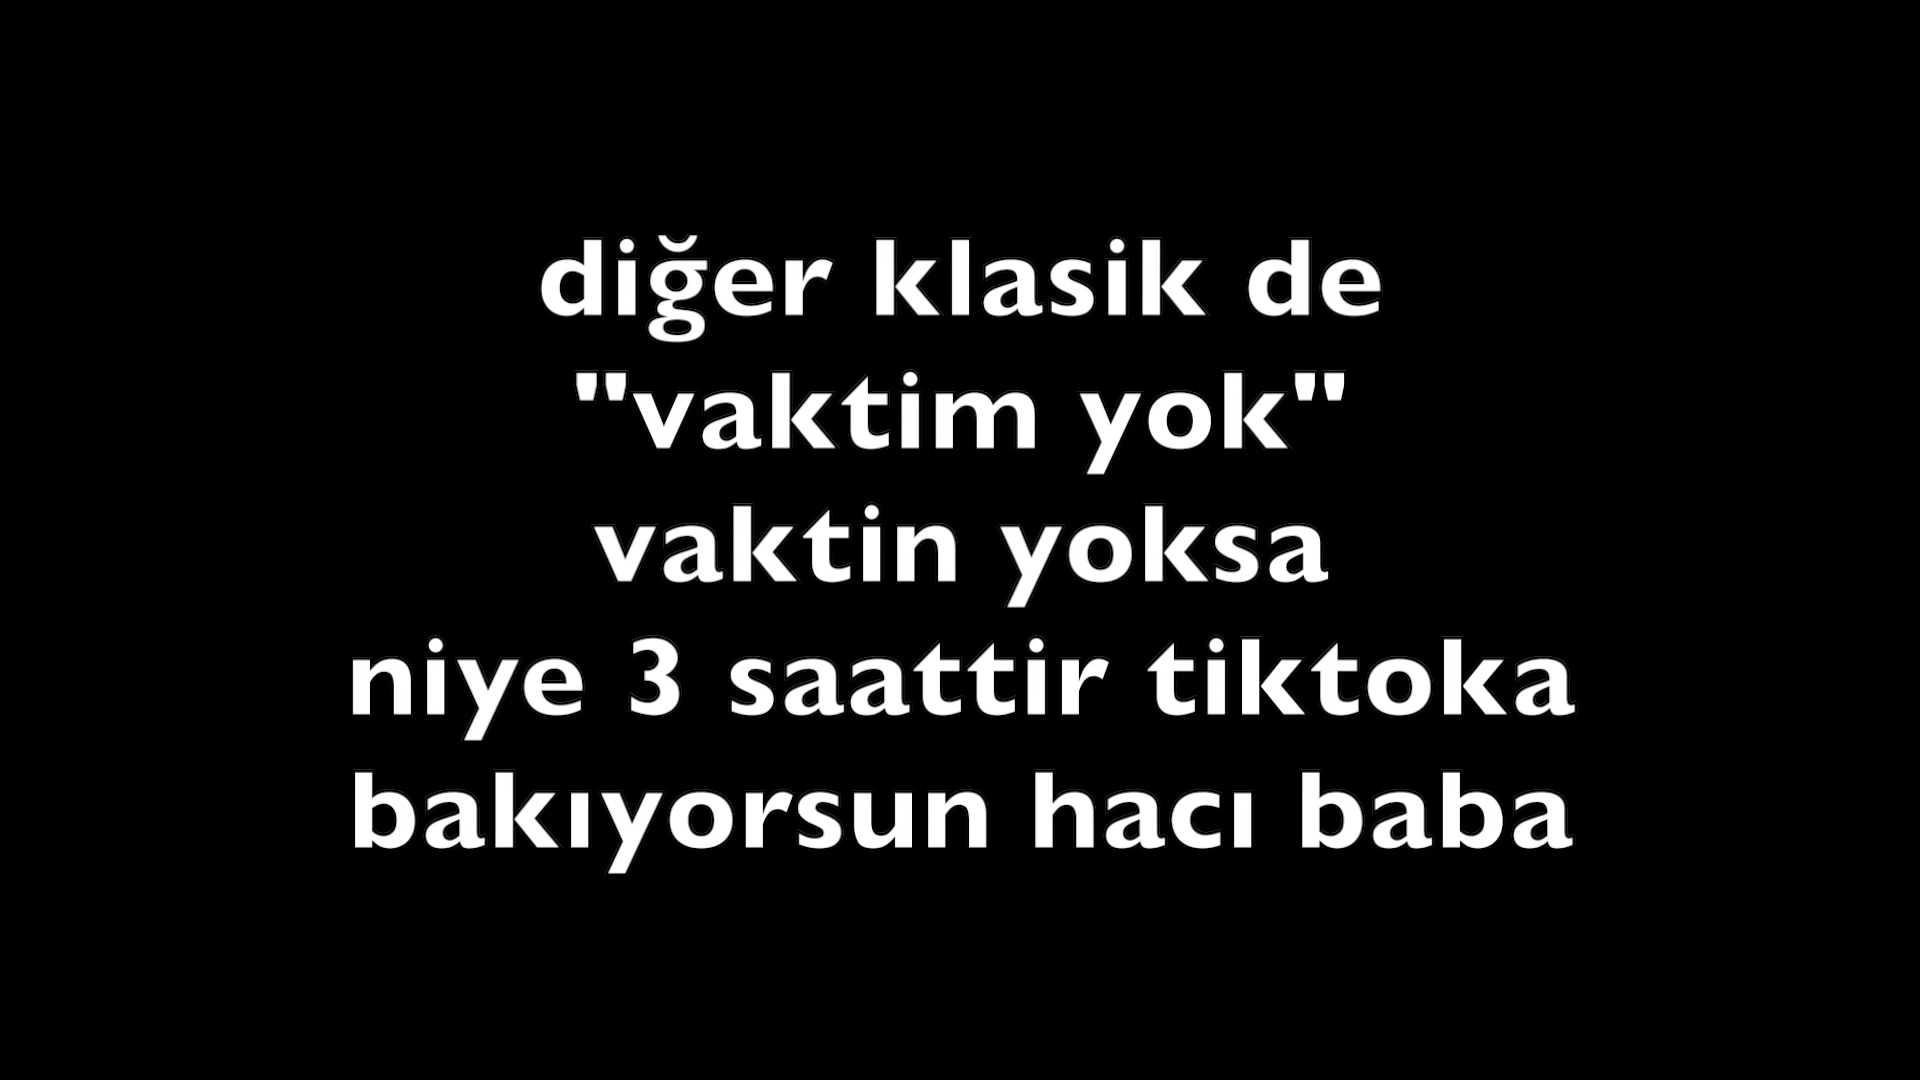 diğer klasik de
"vaktim yok"
vaktin yoksa
niye 3 saattir tiktoka
bakıyorsun hacı baba